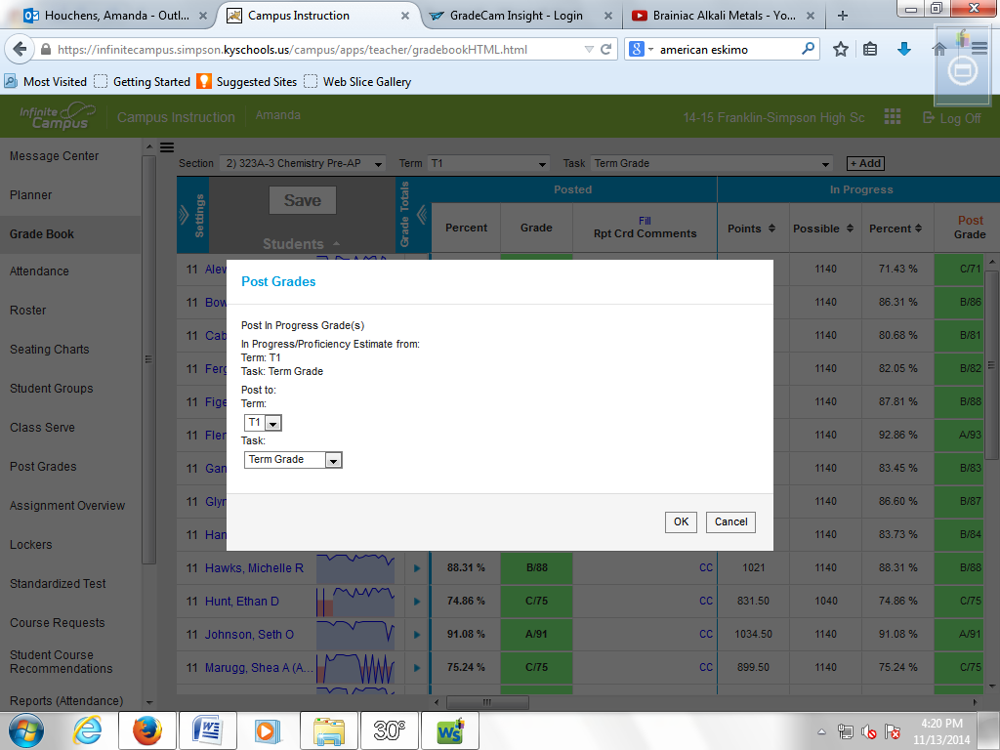 Houchens, Amanda - Outl...
Campus Instruction
GradeCam Insight - Login
Brainiac Alkali Metals - Yo...
https://infinitecampus.simpson.kyschools.us/campus/apps/teacher/gradebookHTML.html
american eskimo
Most Visited
Getting Started
Suggested Sites
Web Slice Gallery
Infinite Campus
Campus Instruction
Amanda
14-15 Franklin-Simpson High Sc
Log Off
Message Center
Planner
Grade Book
Attendance
Roster
Seating Charts
Student Groups
Class Serve
Post Grades
Assignment Overview
Lockers
Standardized Test
Course Requests
Student Course
Recommendations
Reports (Attendance)
Section 2) 323A-3 Chemistry Pre-AP Term T1 Task Term Grade + Add
Settings
Save
Students
Grade Totals
Posted
In Progress
Percent Grade Fill
Rpt Crd Comments
Points Possible Percent Post
Grade
11 Alew 1140 71.43 % C/71
11 Bow 1140 86.31 % B/86
11 Cab 1140 80.68 % B/81
11 Ferg 1140 82.05 % B/82
11 Fige 1140 87.81 % B/88
11 Flen 1140 92.86 % A/93
11 Gan 1140 83.45 % B/83
11 Glyn 1140 86.60 % B/87
11 Han 1140 83.73 % B/84
11 Hawks, Michelle R 88.31 % B/88 CC 1021 1140 88.31 % B/88
11 Hunt, Ethan D 74.86 % C/75 CC 831.50 1040 74.86 % C/75
11 Johnson, Seth O 91.08 % A/91 CC 1034.50 1140 91.08 % A/91
11 Marugg, Shea A (A... 75.24 % C/75 CC 899.50 1140 75.24 % C/75
Post Grades
Post In Progress Grade(s)
In Progress/Proficiency Estimate from:
Term: T1
Task: Term Grade
Post to:
Term:
T1
Task:
Term Grade
OK
Cancel
30°
4:20 PM
11/13/2014